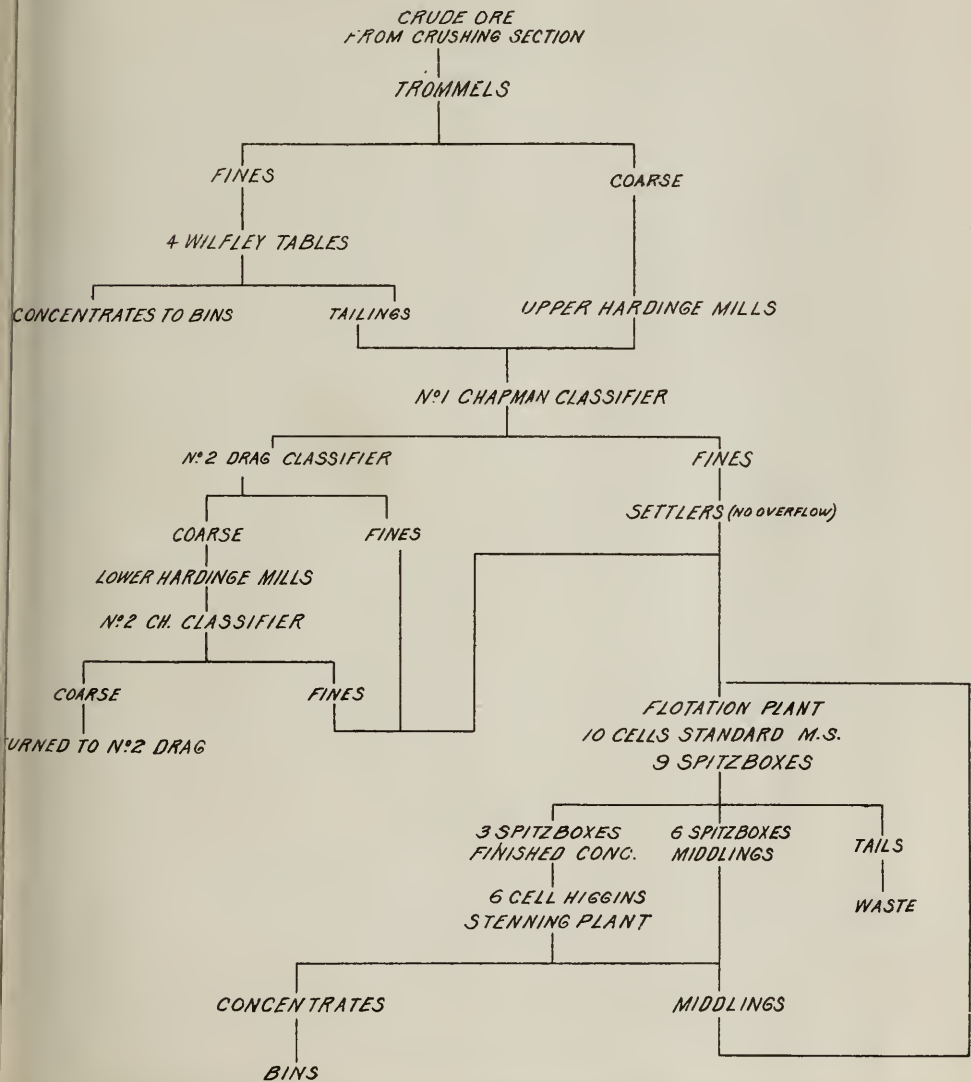 CRUDE ORE
FROM CRUSHING SECTION
TROMMELS
FINES
COARSE
4 WILFLEY TABLES
CONCENTRATES TO BINS
TAILINGS
UPPER HARDINGE MILLS
Nº1 CHAPMAN CLASSIFIER
Nº2 DRAG CLASSIFIER
FINES
SETTLERS (NO OVERFLOW)
COARSE
FINES
LOWER HARDINGE MILLS
Nº2 CH. CLASSIFIER
COARSE
FINES
TURNED TO Nº2 DRAG
FLOTATION PLANT
10 CELLS STANDARD M.S.
9 SPITZBOXES
3 SPITZBOXES
FINISHED CONC.
6 SPITZBOXES
MIDDLINGS
TAILS
6 CELL HIGGINS
STENNING PLANT
WASTE
CONCENTRATES
MIDDLINGS
BINS